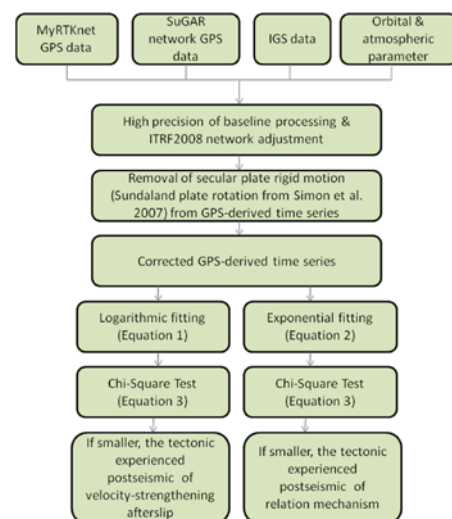 MyRTKnet
GPS data
SuGAR
network GPS
data
IGS data
Orbital &
atmospheric
parameter
High precision of baseline processing &
ITRF2008 network adjustment
Removal of secular plate rigid motion
(Sundaland plate rotation from Simon et al.
2007) from GPS-derived time series
Corrected GPS-derived time series
Logarithmic fitting
(Equation 1)
Exponential fitting
(Equation 2)
Chi-Square Test
(Equation 3)
Chi-Square Test
(Equation 3)
If smaller, the tectonic
experienced
postseismic of
velocity-strengthening
afterslip
If smaller, the tectonic
experienced
postseismic of
relation mechanism